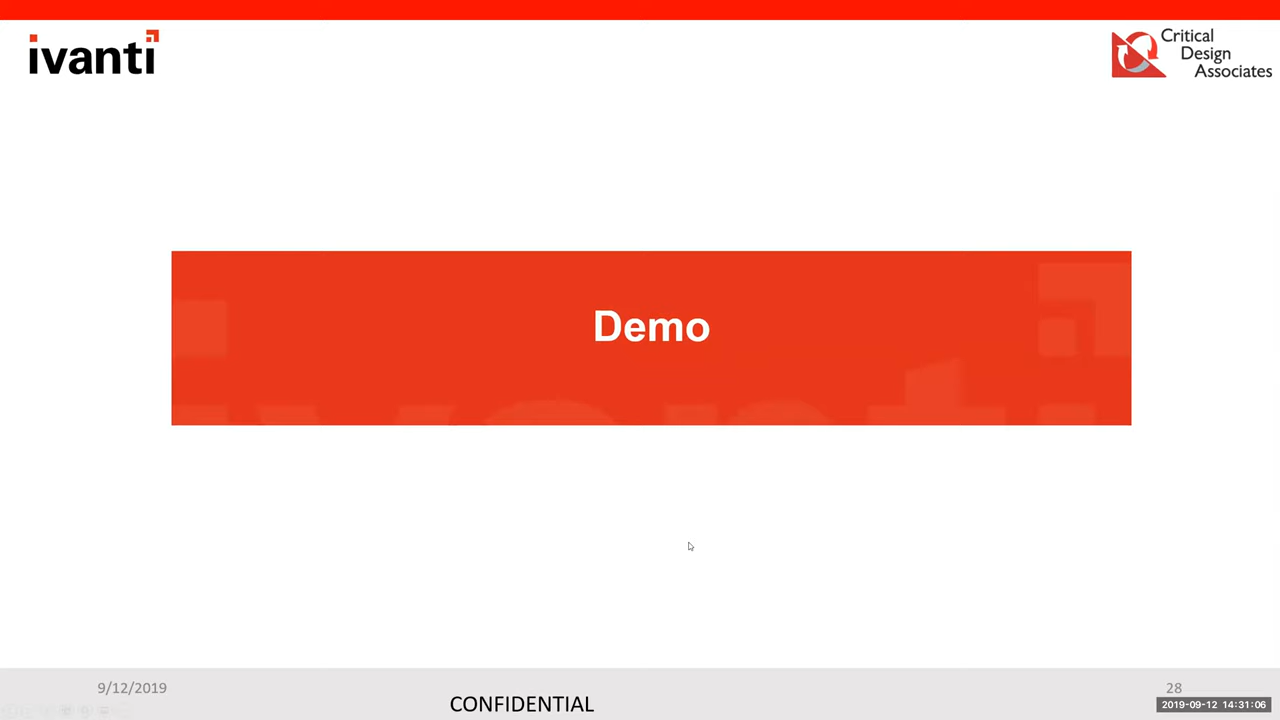 ivanti
Critical
Design
Associates
Demo
9/12/2019
CONFIDENTIAL
28
2019-09-12 14:31:06